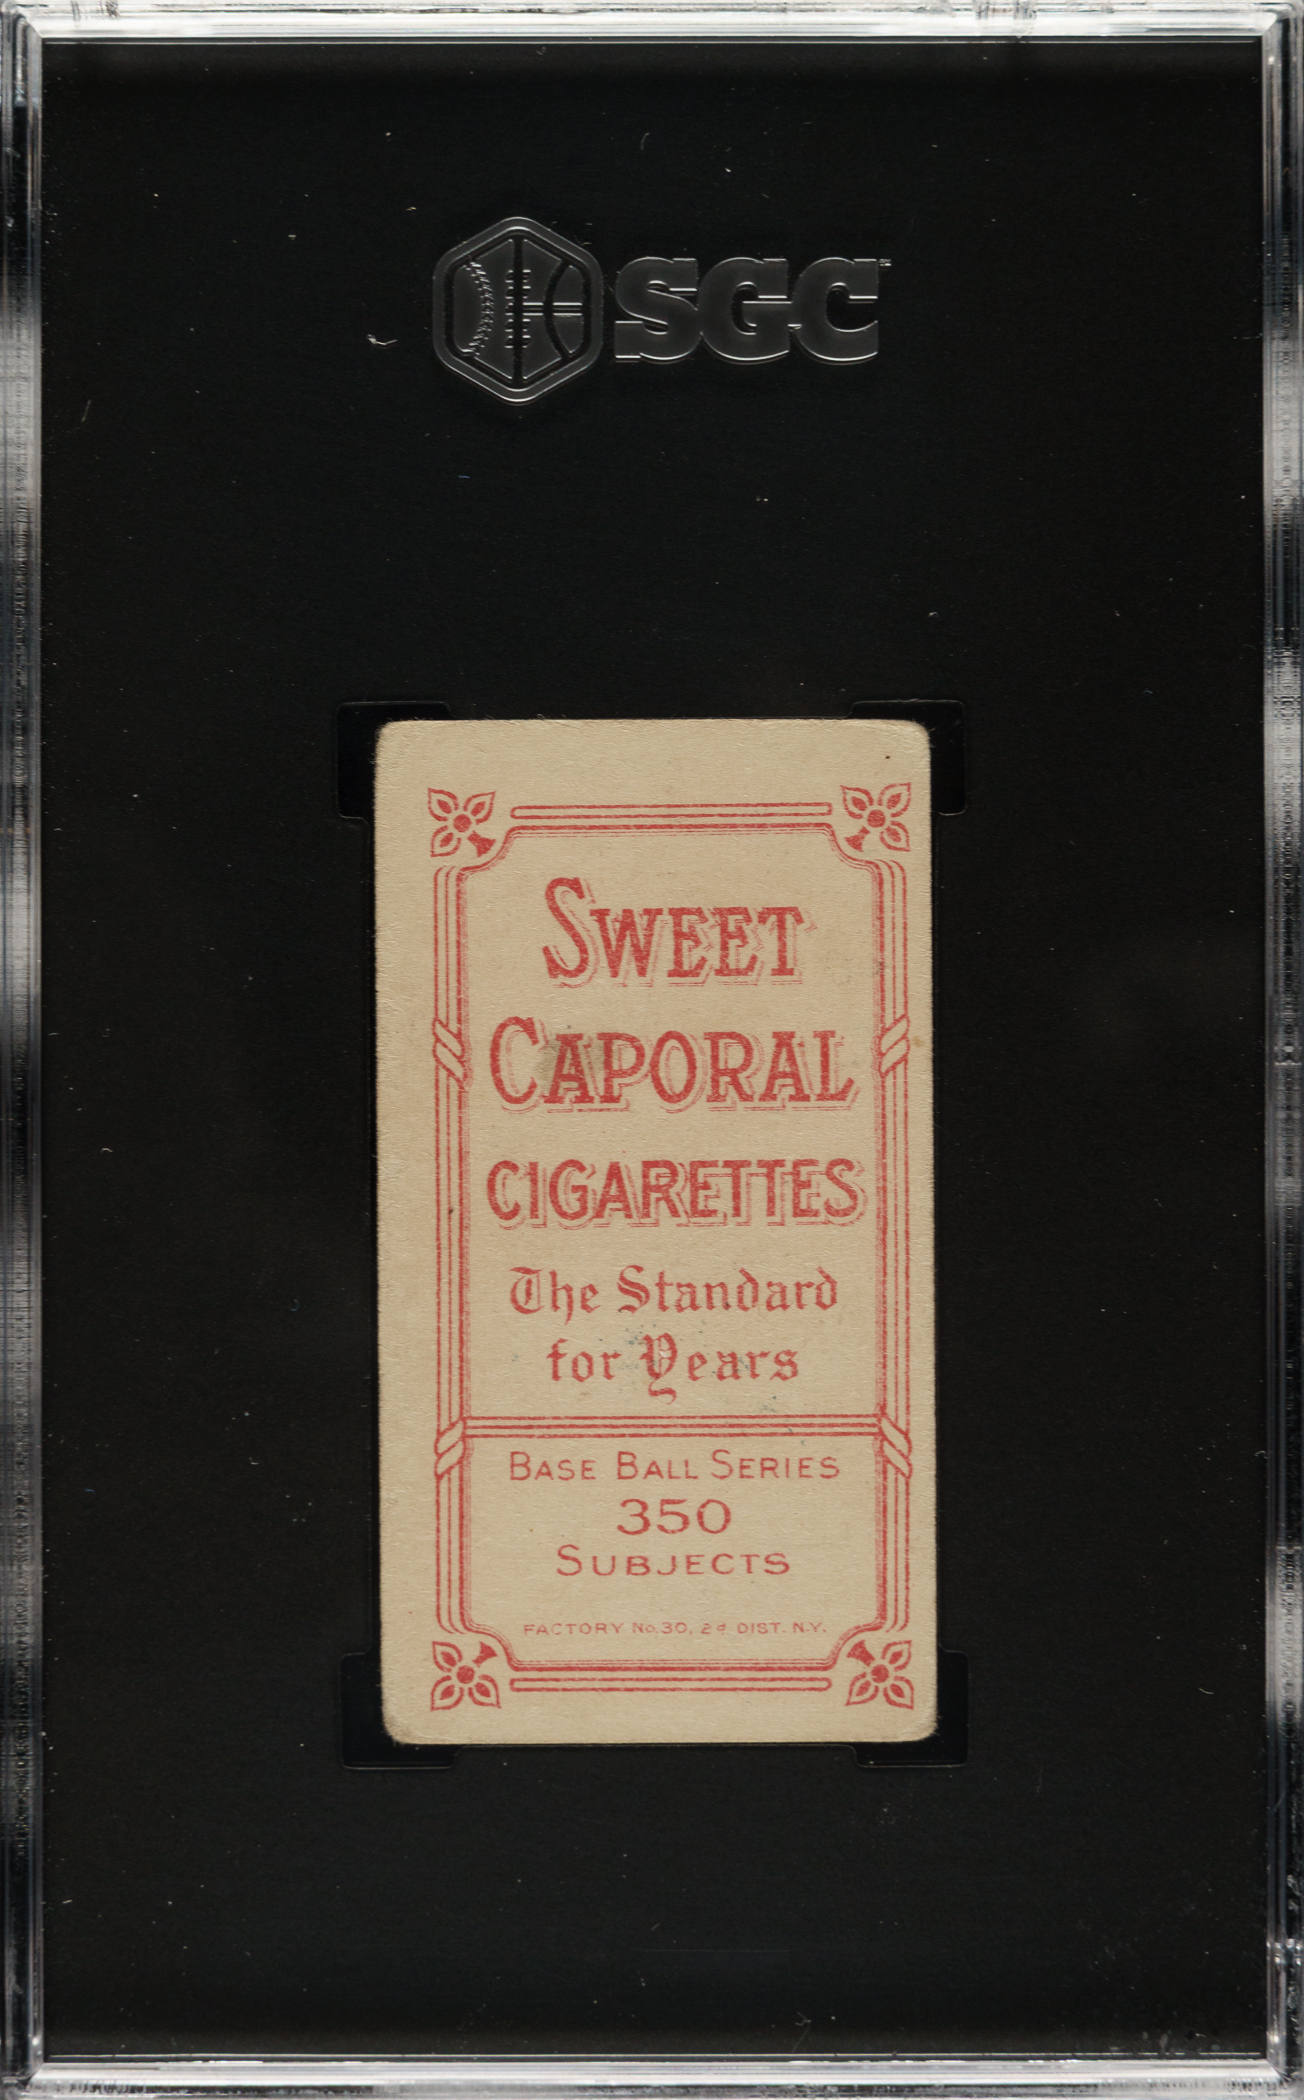 SGC
SWEET
CAPORAL
CIGARETTES
The Standard
for Years
BASE BALL SERIES
350
SUBJECTS
FACTORY No. 30, 2d DIST. N.Y.